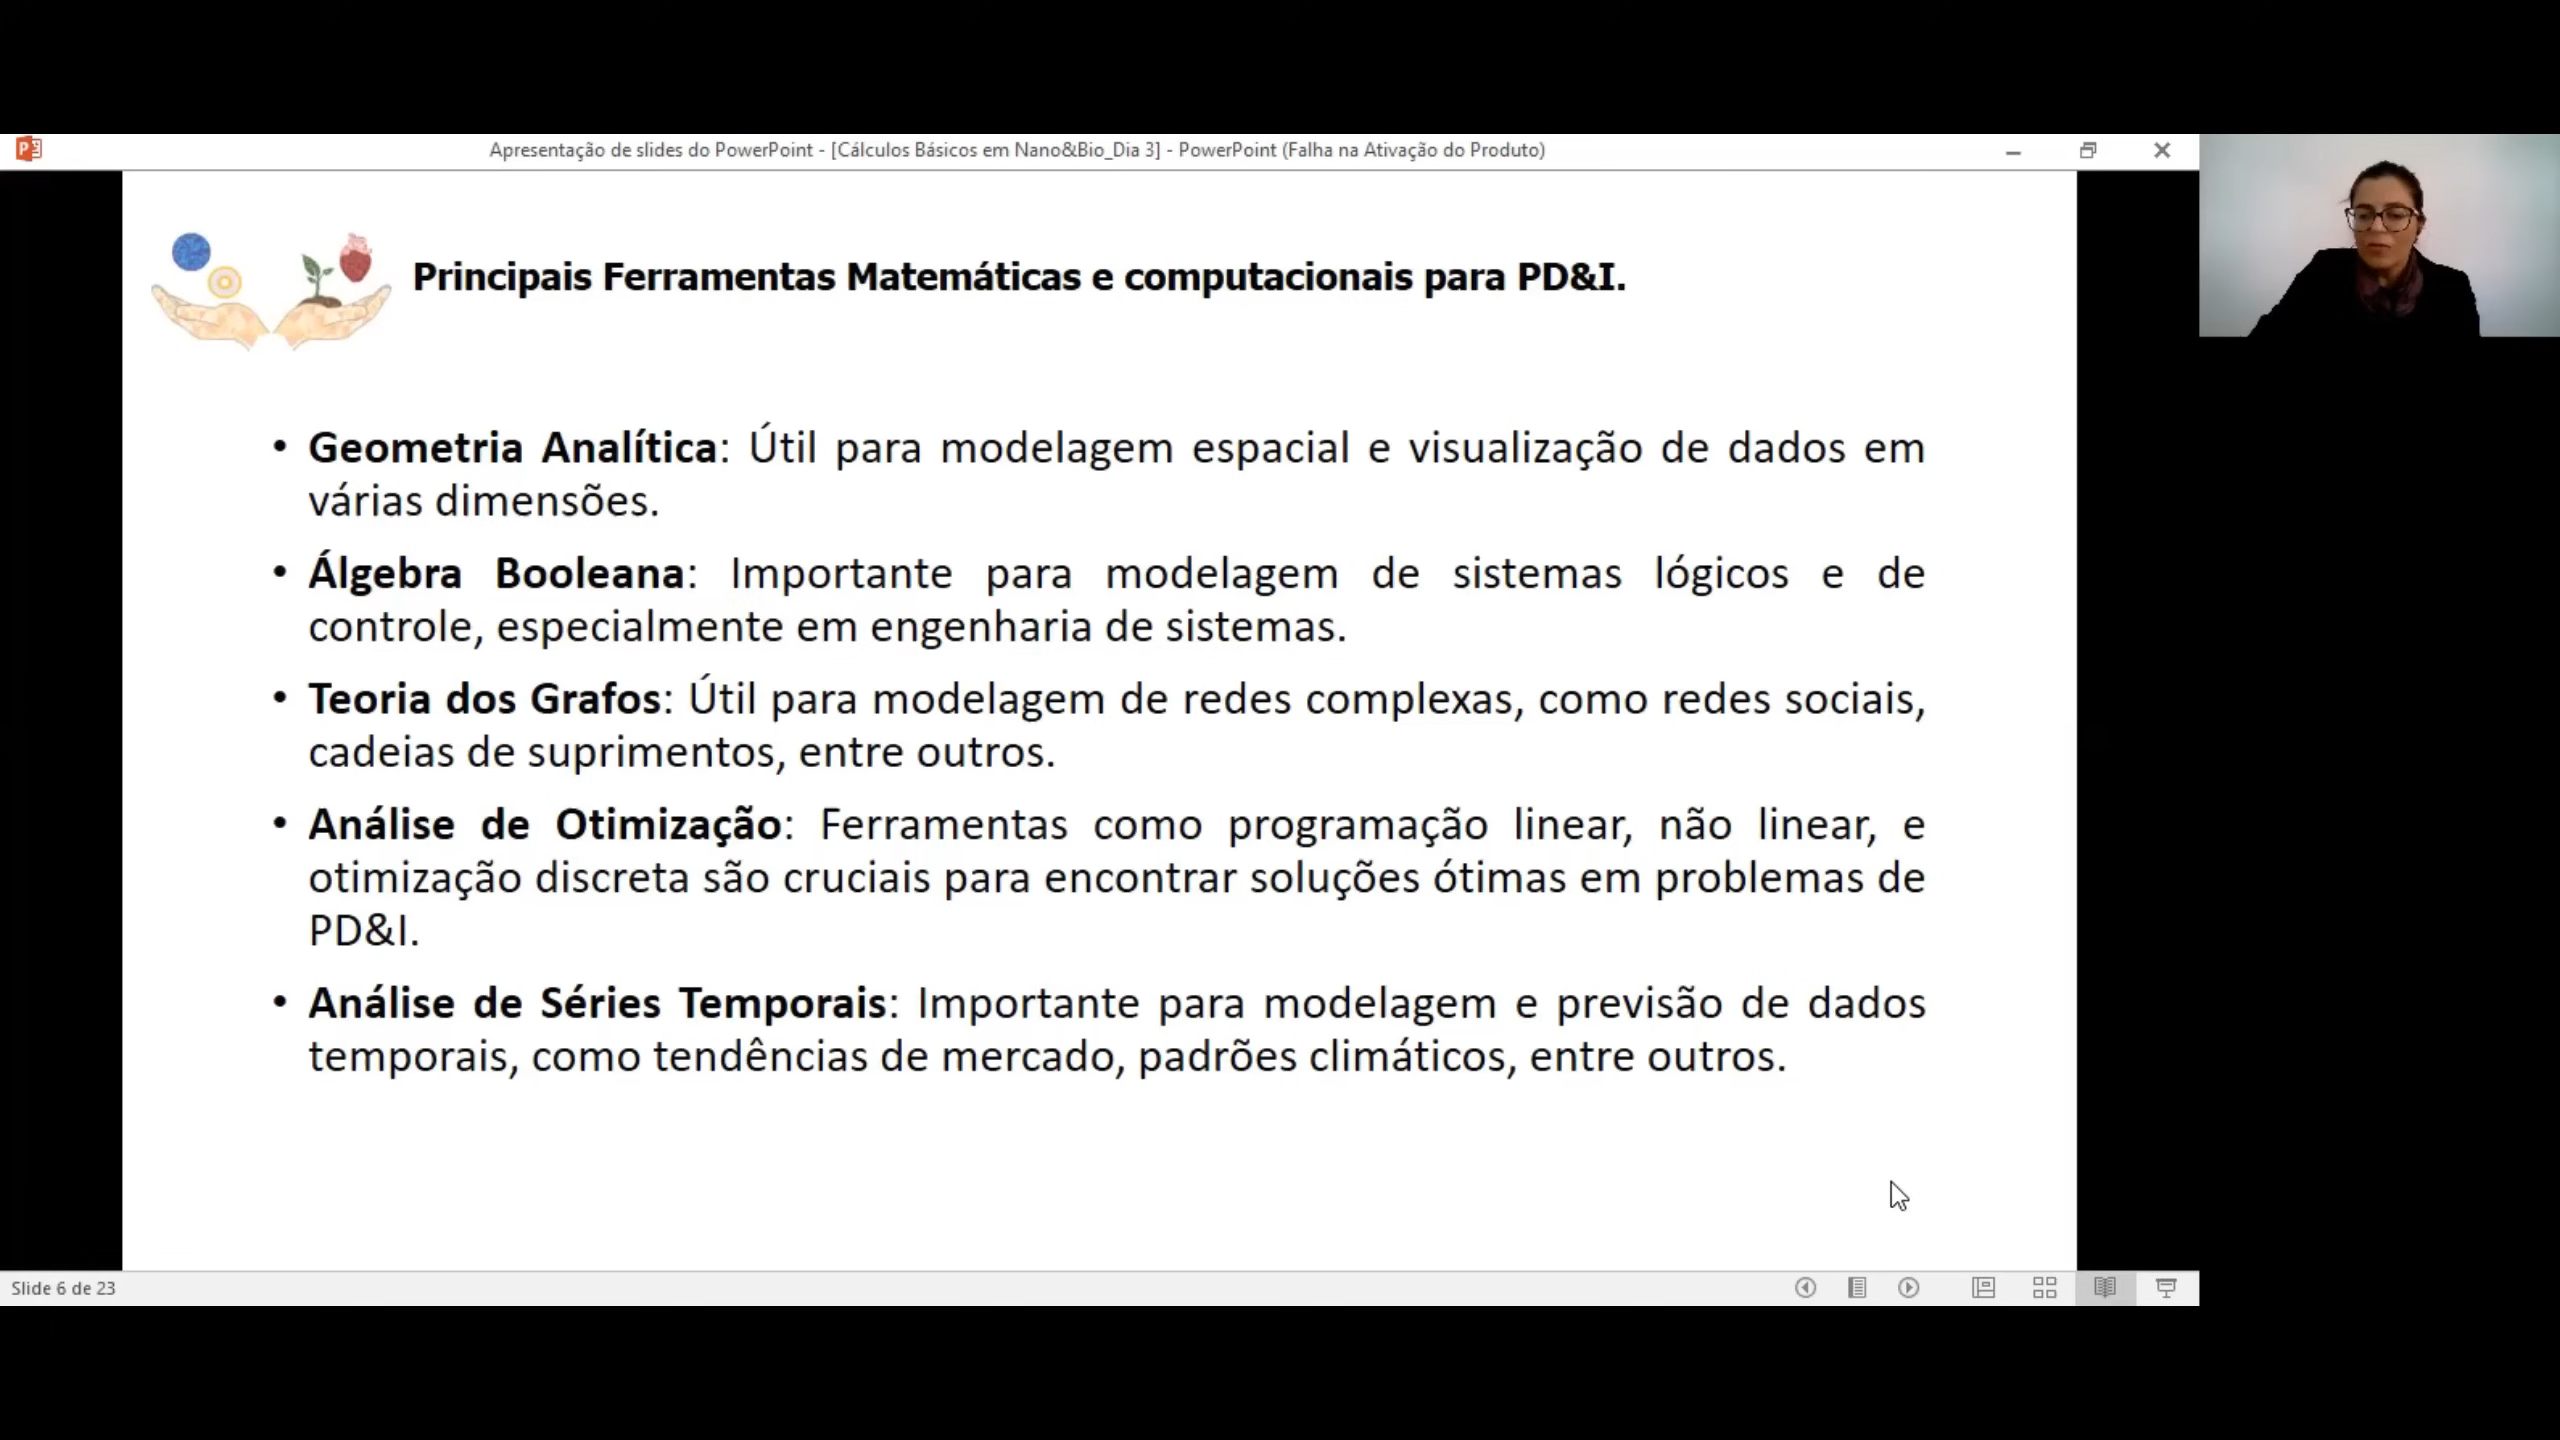 Apresentação de slides do PowerPoint - [Cálculos Básicos em Nano&Bio_Dia 3] - PowerPoint (Falha na Ativação do Produto)
Principais Ferramentas Matemáticas e computacionais para PD&I.
• Geometria Analítica: Útil para modelagem espacial e visualização de dados em
várias dimensões.
• Álgebra Booleana: Importante para modelagem de sistemas lógicos e de
controle, especialmente em engenharia de sistemas.
• Teoria dos Grafos: Útil para modelagem de redes complexas, como redes sociais,
cadeias de suprimentos, entre outros.
• Análise de Otimização: Ferramentas como programação linear, não linear, e
otimização discreta são cruciais para encontrar soluções ótimas em problemas de
PD&I.
• Análise de Séries Temporais: Importante para modelagem e previsão de dados
temporais, como tendências de mercado, padrões climáticos, entre outros.
Slide 6 de 23